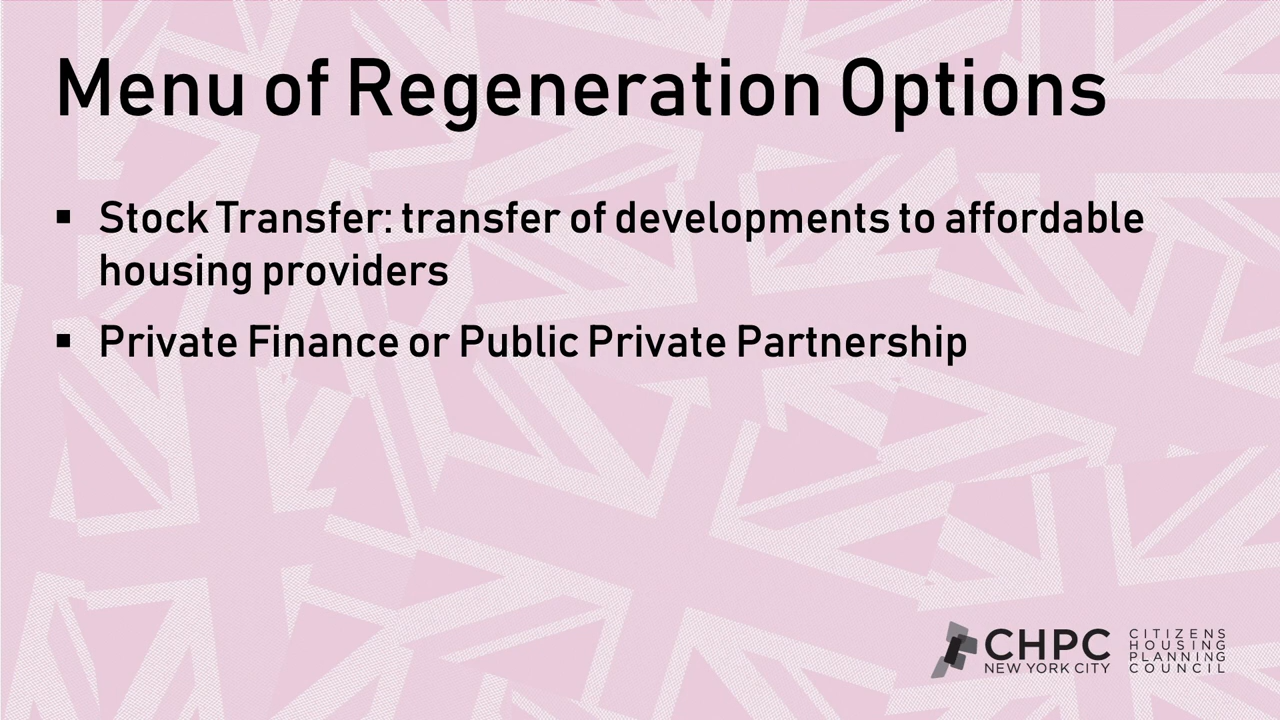 Menu of Regeneration Options
▪ Stock Transfer: transfer of developments to affordable
housing providers
▪ Private Finance or Public Private Partnership
CHPC
NEW YORK CITY
CITIZENS
HOUSING
PLANNING
COUNCIL